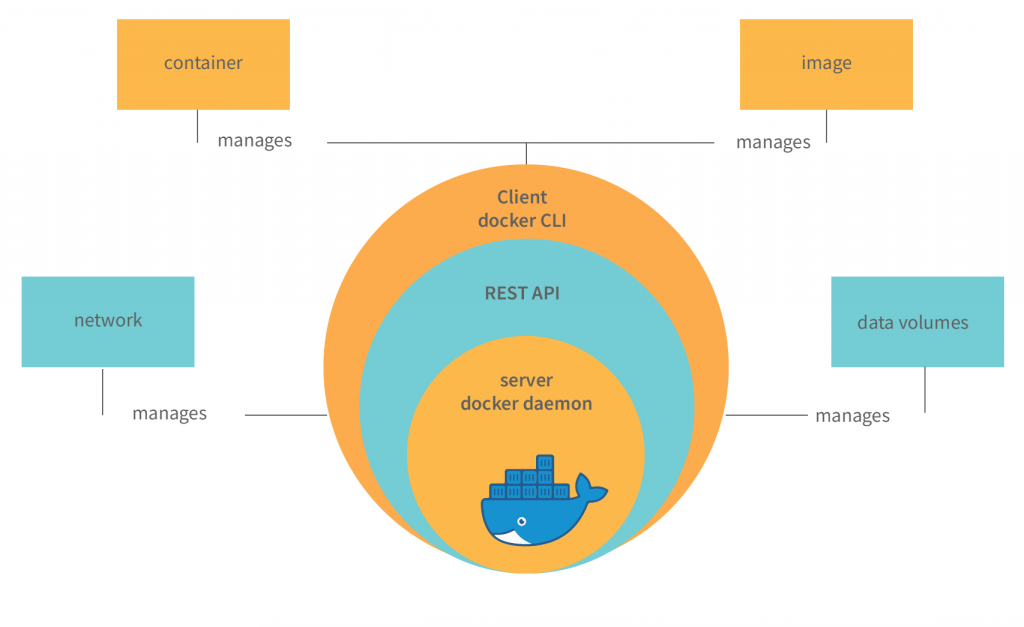 container
image
manages
manages
Client
docker CLI
REST API
network
data volumes
server
docker daemon
manages
manages